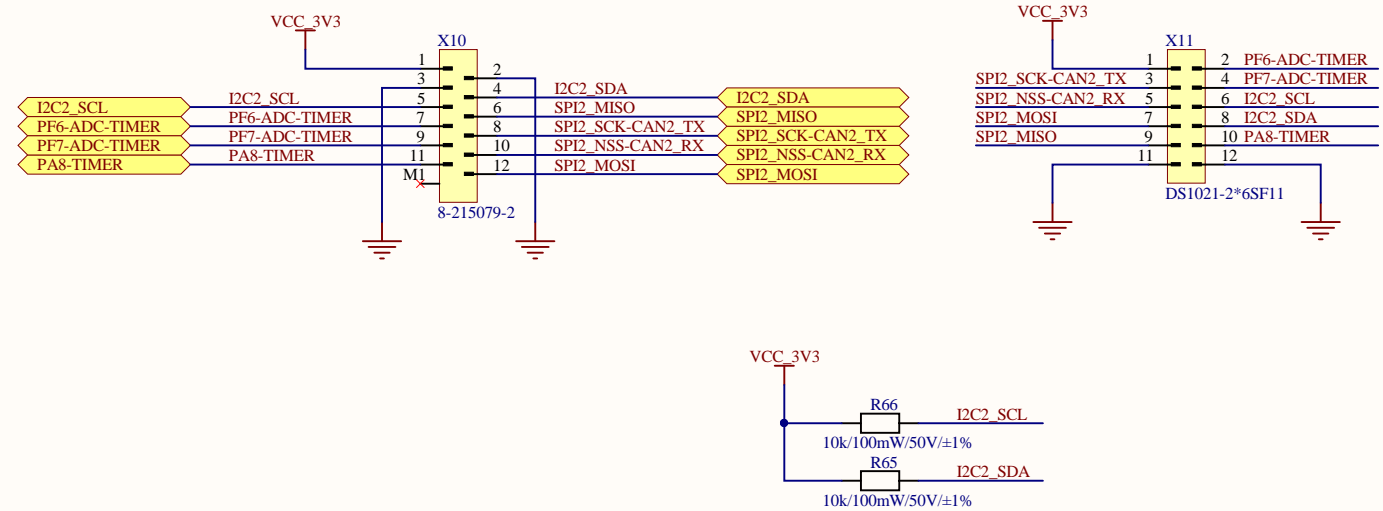 VCC_3V3
X10
1
2
3
4
I2C2_SCL
I2C2_SCL
5
6
I2C2_SDA
I2C2_SDA
PF6-ADC-TIMER
PF6-ADC-TIMER
7
8
SPI2_MISO
SPI2_MISO
PF7-ADC-TIMER
PF7-ADC-TIMER
9
10
SPI2_SCK-CAN2_TX
SPI2_SCK-CAN2_TX
PA8-TIMER
PA8-TIMER
11
12
SPI2_NSS-CAN2_RX
SPI2_NSS-CAN2_RX
M1
SPI2_MOSI
SPI2_MOSI
8-215079-2
VCC_3V3
X11
1
2 PF6-ADC-TIMER
SPI2_SCK-CAN2_TX 3
4 PF7-ADC-TIMER
SPI2_NSS-CAN2_RX 5
6 I2C2_SCL
SPI2_MOSI 7
8 I2C2_SDA
SPI2_MISO 9
10 PA8-TIMER
11
12
DS1021-2*6SF11
VCC_3V3
R66
I2C2_SCL
10k/100mW/50V/±1%
R65
I2C2_SDA
10k/100mW/50V/±1%